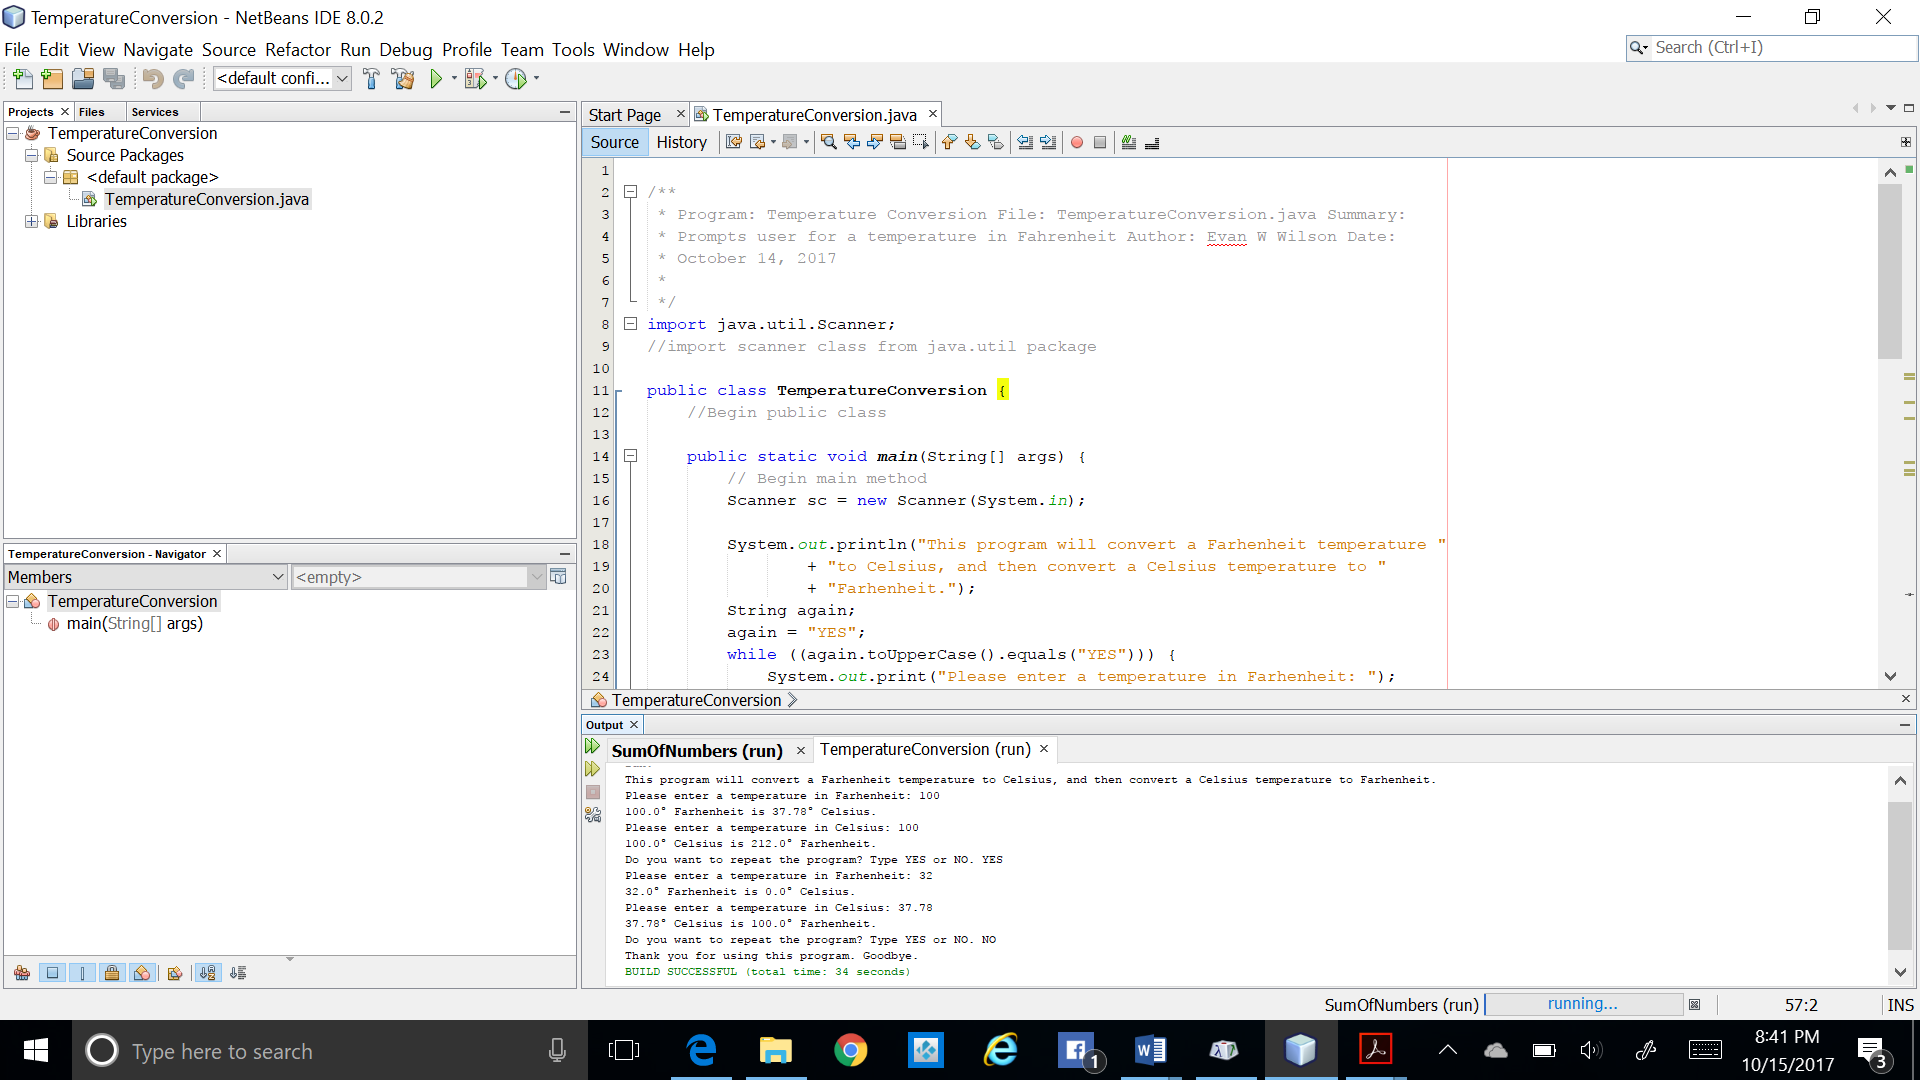 TemperatureConversion - NetBeans IDE 8.0.2
File Edit View Navigate Source Refactor Run Debug Profile Team Tools Window Help
Search (Ctrl+I)
<default confi...
Projects Files Services
TemperatureConversion
Source Packages
<default package>
TemperatureConversion.java
Libraries
TemperatureConversion - Navigator
Members
<empty>
TemperatureConversion
main(String[] args)
Start Page TemperatureConversion.java
Source History
1
2 /**
3 * Program: Temperature Conversion File: TemperatureConversion.java Summary:
4 * Prompts user for a temperature in Fahrenheit Author: Evan W Wilson Date:
5 * October 14, 2017
6 *
7 */
8 import java.util.Scanner;
9 //import scanner class from java.util package
10
11 public class TemperatureConversion {
12 //Begin public class
13
14 public static void main(String[] args) {
15 // Begin main method
16 Scanner sc = new Scanner(System.in);
17
18 System.out.println("This program will convert a Farhenheit temperature "
19 + "to Celsius, and then convert a Celsius temperature to "
20 + "Farhenheit.");
21 String again;
22 again = "YES";
23 while ((again.toUpperCase().equals("YES"))) {
24 System.out.print("Please enter a temperature in Farhenheit: ");
TemperatureConversion
Output
SumOfNumbers (run) TemperatureConversion (run)
This program will convert a Farhenheit temperature to Celsius, and then convert a Celsius temperature to Farhenheit.
Please enter a temperature in Farhenheit: 100
100.0° Farhenheit is 37.78° Celsius.
Please enter a temperature in Celsius: 100
100.0° Celsius is 212.0° Farhenheit.
Do you want to repeat the program? Type YES or NO. YES
Please enter a temperature in Farhenheit: 32
32.0° Farhenheit is 0.0° Celsius.
Please enter a temperature in Celsius: 37.78
37.78° Celsius is 100.0° Farhenheit.
Do you want to repeat the program? Type YES or NO. NO
Thank you for using this program. Goodbye.
BUILD SUCCESSFUL (total time: 34 seconds)
SumOfNumbers (run) running... 57:2 INS
Type here to search
1
8:41 PM
10/15/2017
3